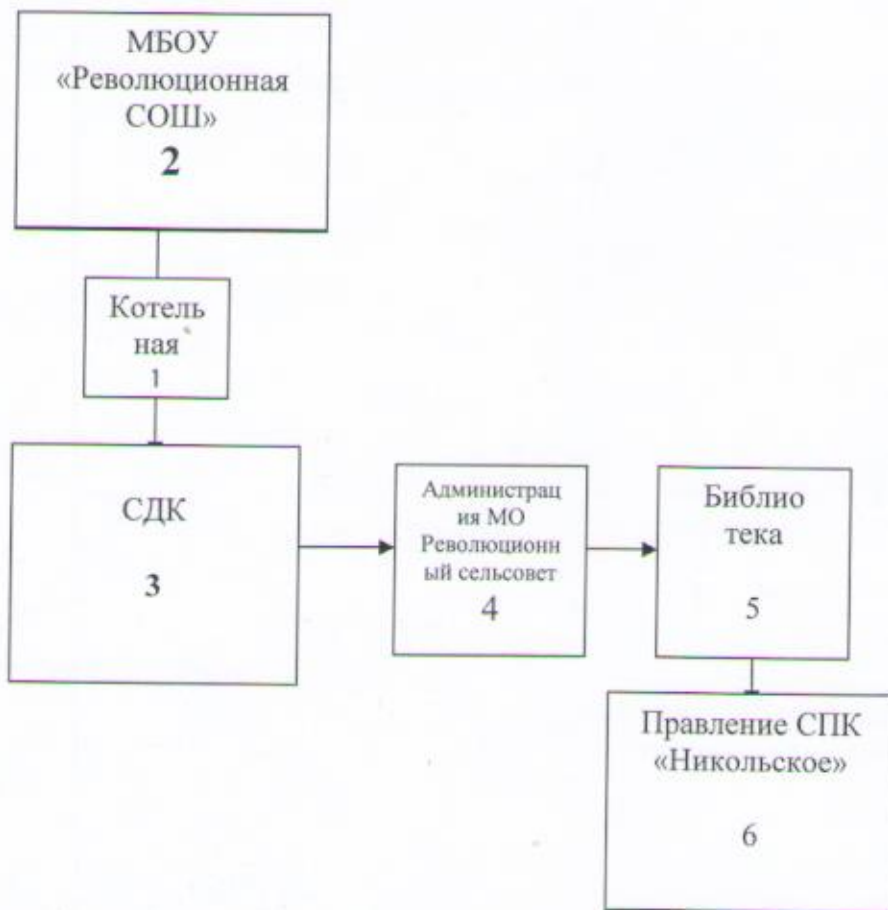 МБОУ
«Революционная
СОШ»
2
Котель
ная
1
СДК
3
Администрац
ия МО
Революционн
ый сельсовет
4
Библио
тека
5
Правление СПК
«Никольское»
6